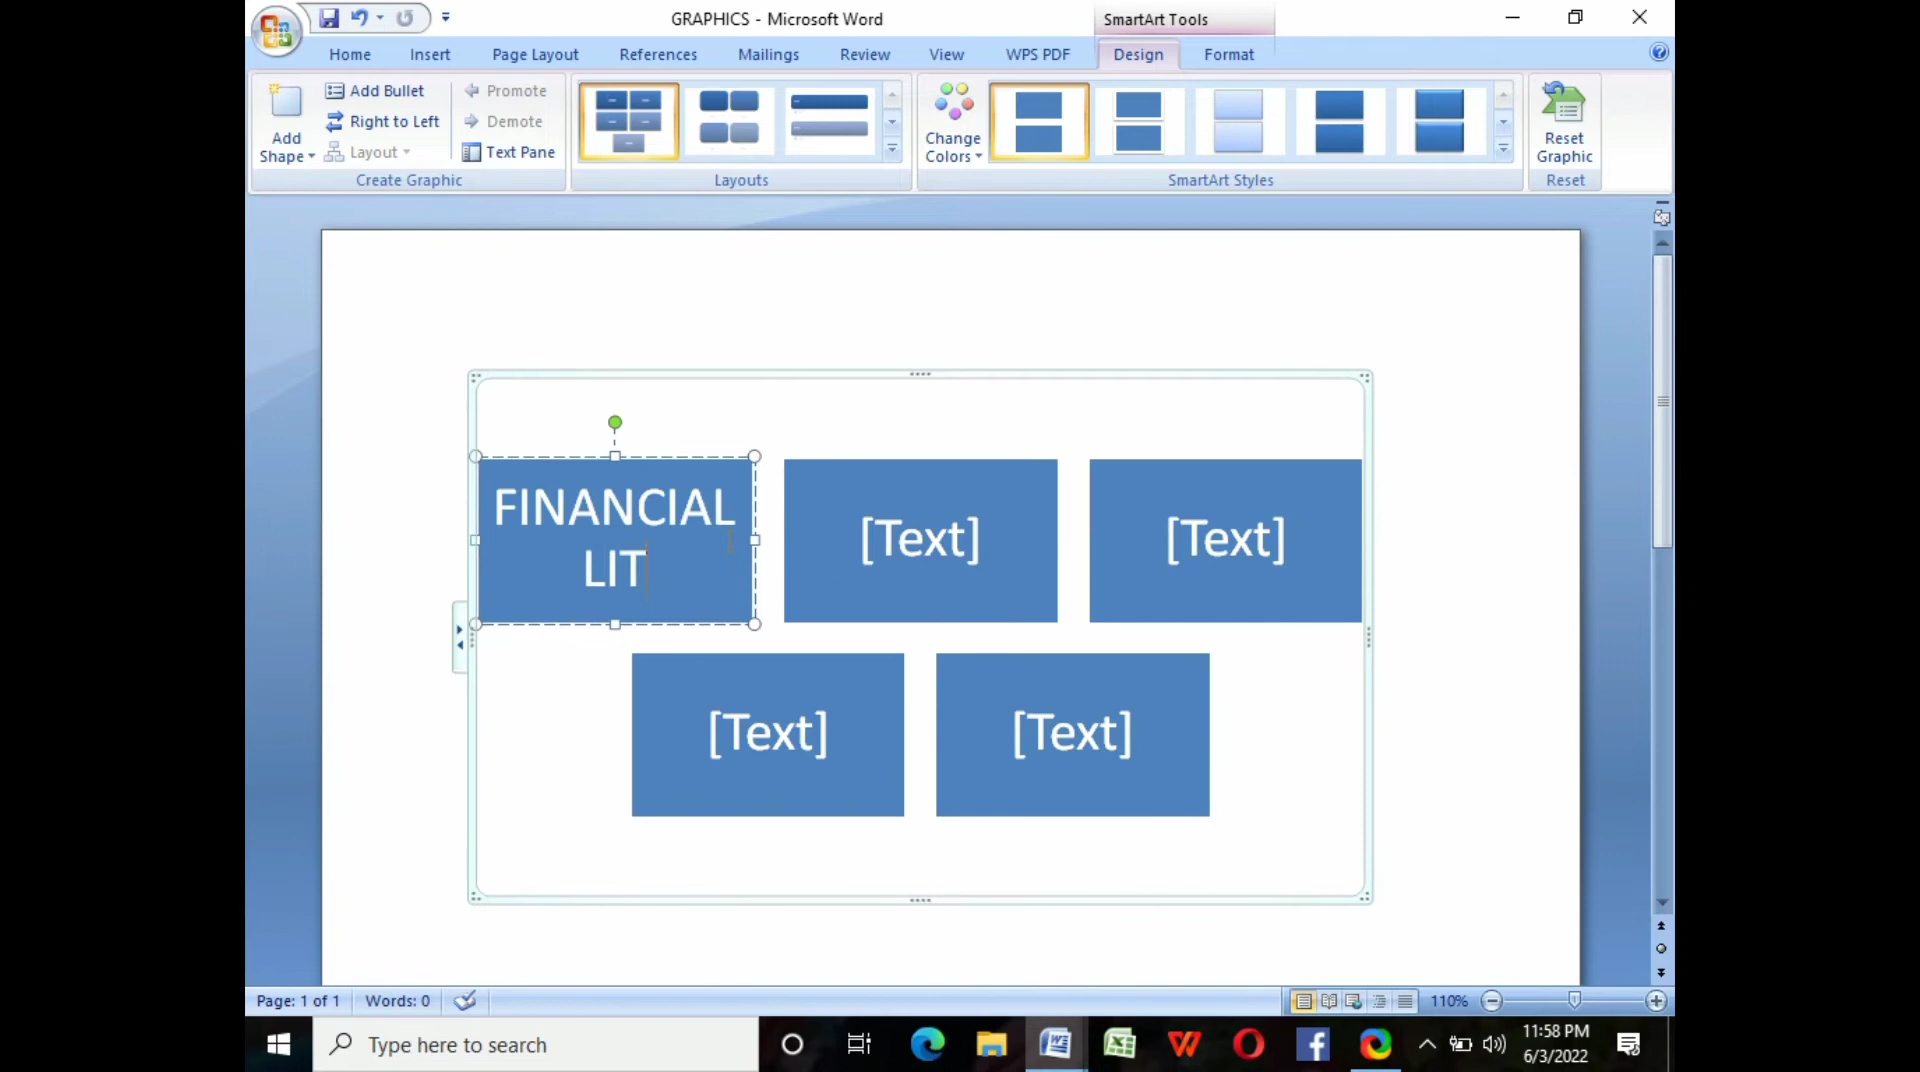 GRAPHICS - Microsoft Word
SmartArt Tools
Home
Insert
Page Layout
References
Mailings
Review
View
WPS PDF
Design
Format
Add Shape
Add Bullet
Right to Left
Layout
Promote
Demote
Text Pane
Create Graphic
Layouts
Change Colors
SmartArt Styles
Reset Graphic
Reset
FINANCIAL
LIT
[Text]
[Text]
[Text]
[Text]
Page: 1 of 1
Words: 0
110%
Type here to search
11:58 PM
6/3/2022